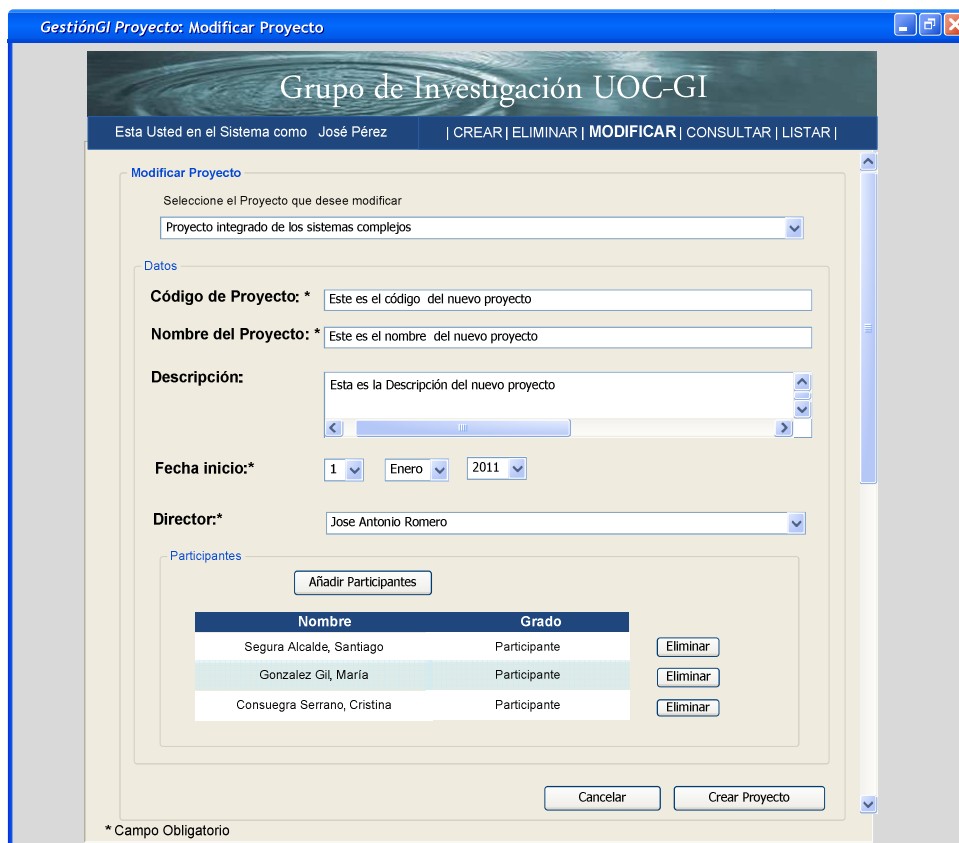 GestiónGI Proyecto: Modificar Proyecto
Grupo de Investigación UOC-GI
Esta Usted en el Sistema como José Pérez | CREAR | ELIMINAR | MODIFICAR | CONSULTAR | LISTAR |
Modificar Proyecto
Seleccione el Proyecto que desee modificar
Proyecto integrado de los sistemas complejos
Datos
Código de Proyecto: * Este es el código del nuevo proyecto
Nombre del Proyecto: * Este es el nombre del nuevo proyecto
Descripción: Esta es la Descripción del nuevo proyecto
Fecha inicio:* 1 Enero 2011
Director:* Jose Antonio Romero
Participantes
Añadir Participantes
Nombre Grado
Segura Alcalde, Santiago Participante Eliminar
Gonzalez Gil, María Participante Eliminar
Consuegra Serrano, Cristina Participante Eliminar
Cancelar Crear Proyecto
* Campo Obligatorio